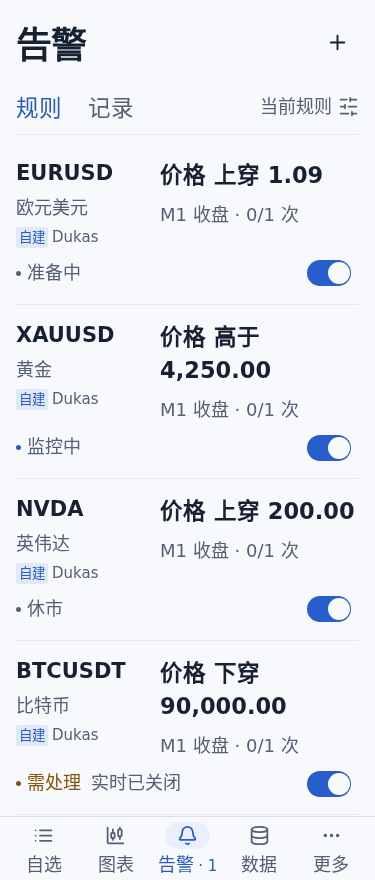 告警
规则 记录 当前规则
EURUSD 价格 上穿 1.09
欧元美元 M1 收盘 · 0/1 次
自建 Dukas
准备中
XAUUSD 价格 高于
4,250.00
黄金
自建 Dukas M1 收盘 · 0/1 次
监控中
NVDA 价格 上穿 200.00
英伟达 M1 收盘 · 0/1 次
自建 Dukas
休市
BTCUSDT 价格 下穿
90,000.00
比特币
自建 Dukas M1 收盘 · 0/1 次
需处理 实时已关闭
自选 图表 告警 · 1 数据 更多